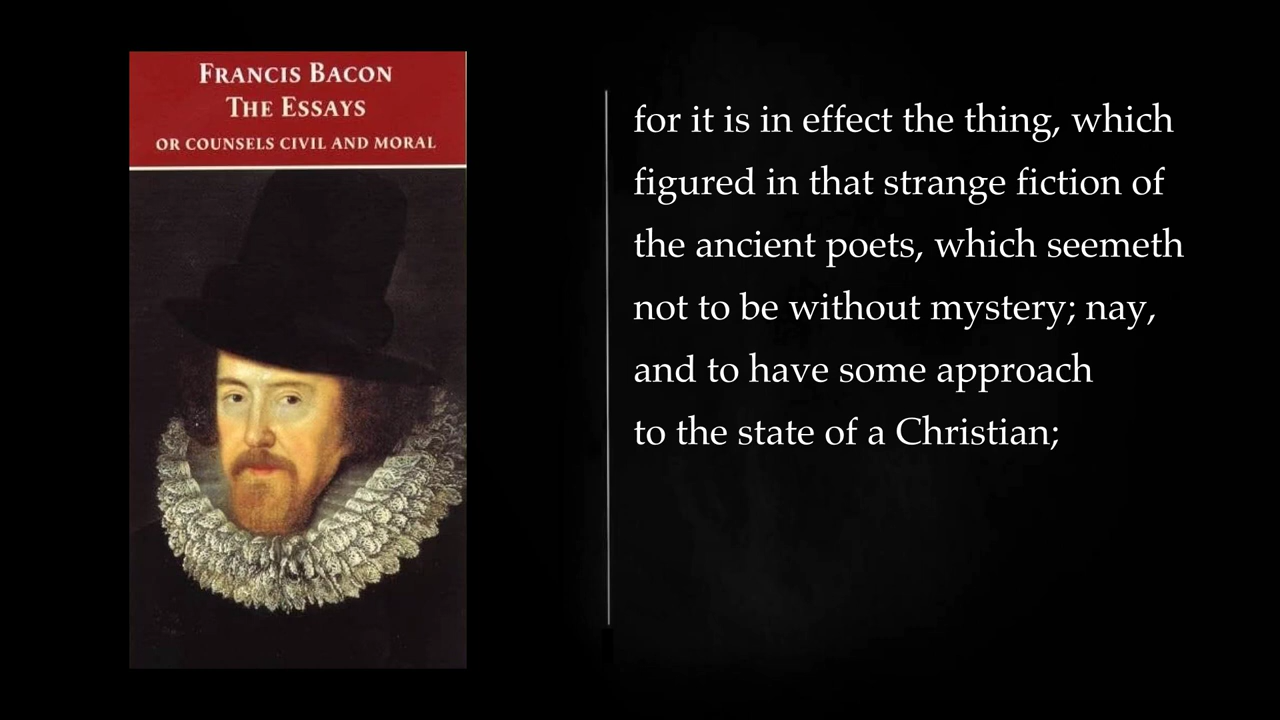 FRANCIS BACON
THE ESSAYS
OR COUNSELS CIVIL AND MORAL
for it is in effect the thing, which
figured in that strange fiction of
the ancient poets, which seemeth
not to be without mystery; nay,
and to have some approach
to the state of a Christian;